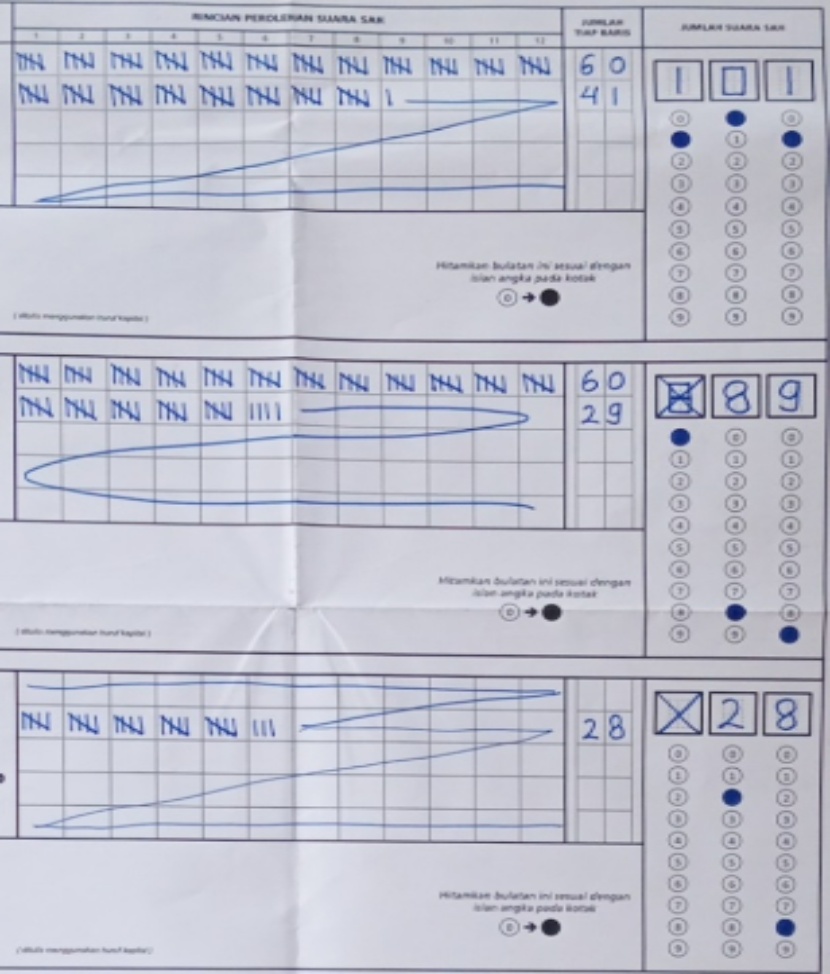 RINCIAN PEROLEHAN SUARA SAH
JUMLAH TIAP BARIS
JUMLAH SUARA SAH
1 2 3 4 5 6 7 8 9 10 11 12
6 0
4 1
1 0 1
0 0
1
2 2 2
3 3 3
4 4 4
5 5 5
6 6 6
7 7 7
8 8 8
9 9 9
Hitamkan bulatan ini sesuai dengan
isian angka pada kotak
0 →
( ditulis menggunakan huruf kapital )
6 0
2 9
8 9
0 0
1 1 1
2 2 2
3 3 3
4 4 4
5 5 5
6 6 6
7 7 7
8 8
9 9
Hitamkan bulatan ini sesuai dengan
isian angka pada kotak
0 →
( ditulis menggunakan huruf kapital )
2 8
2 8
0 0 0
1 1 1
2 2
3 3 3
4 4 4
5 5 5
6 6 6
7 7 7
8 8
9 9 9
Hitamkan bulatan ini sesuai dengan
isian angka pada kotak
0 →
( ditulis menggunakan huruf kapital )